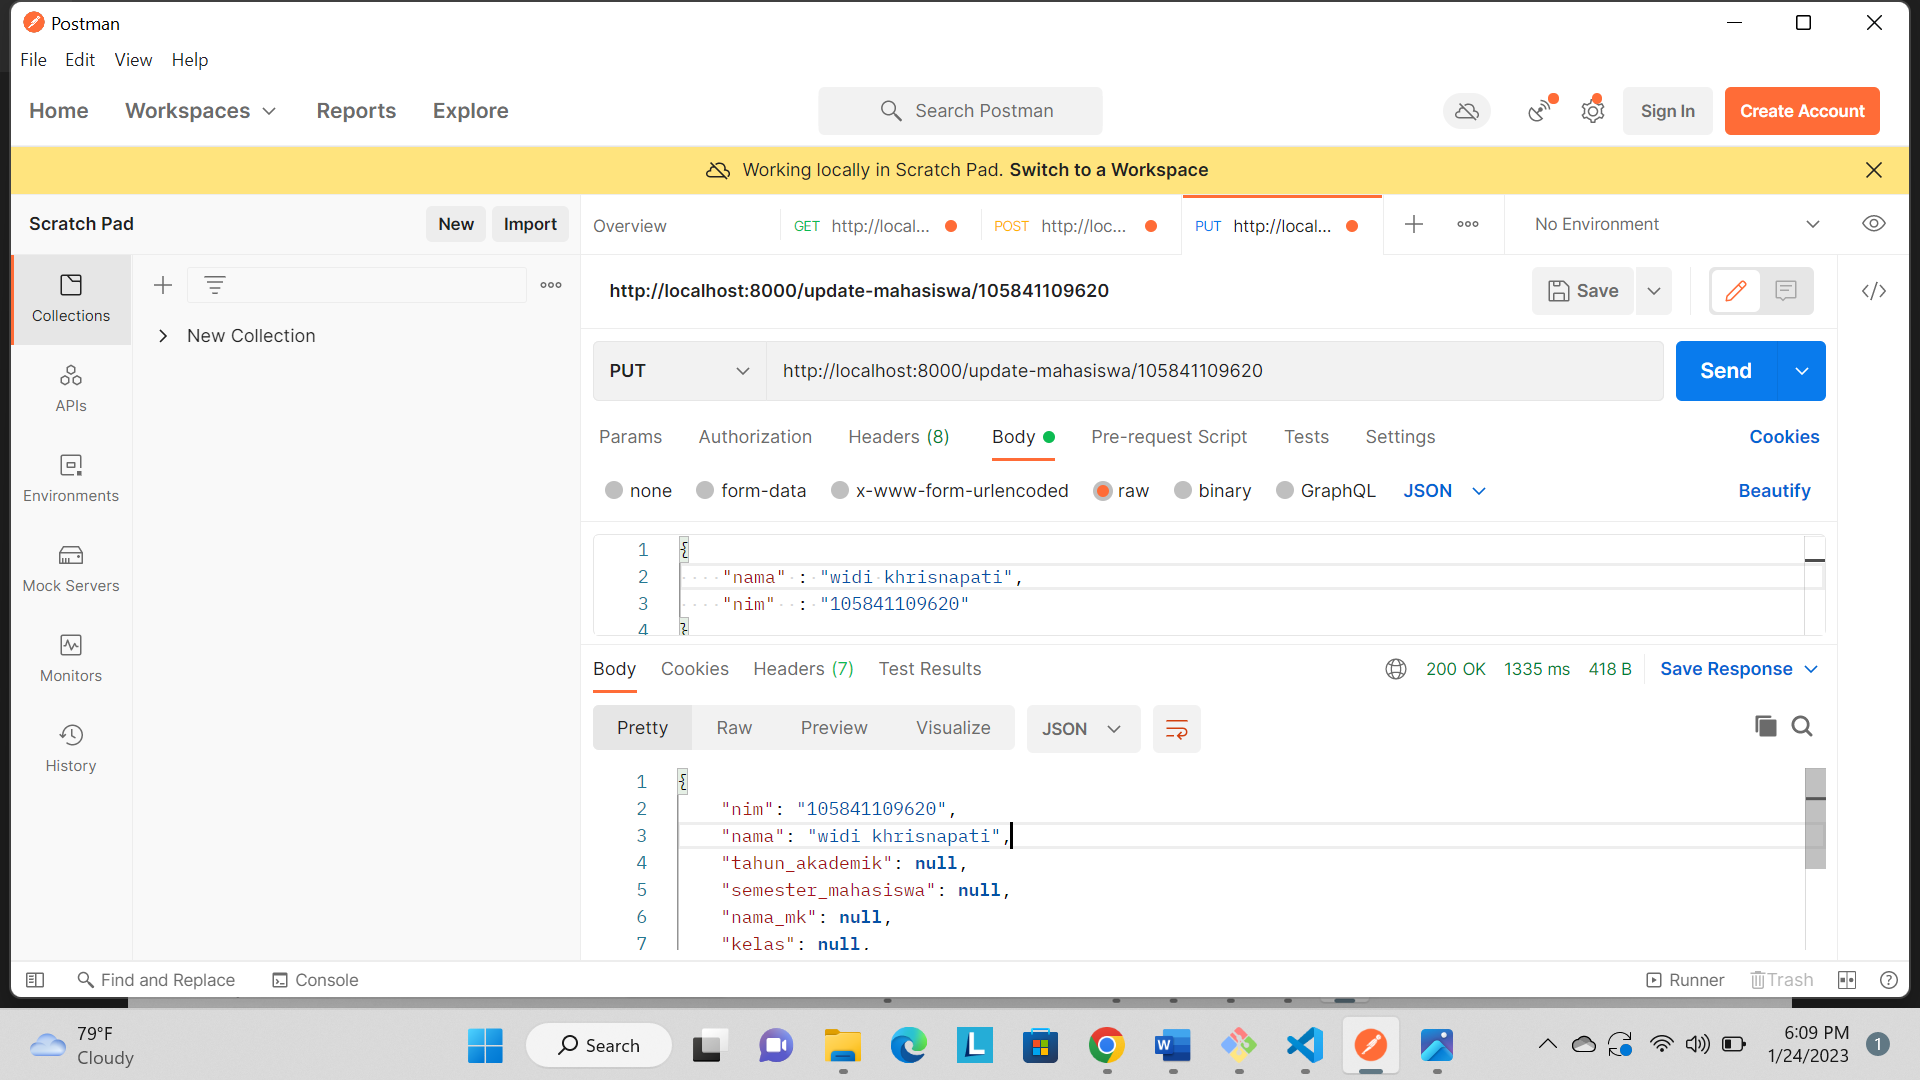 Postman
File Edit View Help
Home Workspaces Reports Explore Search Postman Sign In Create Account
Working locally in Scratch Pad. Switch to a Workspace
Scratch Pad New Import Overview GET http://local... POST http://loc... PUT http://local... No Environment
Collections
New Collection
APIs
Environments
Mock Servers
Monitors
History
http://localhost:8000/update-mahasiswa/105841109620 Save
PUT http://localhost:8000/update-mahasiswa/105841109620 Send
Params Authorization Headers (8) Body Pre-request Script Tests Settings Cookies
none form-data x-www-form-urlencoded raw binary GraphQL JSON Beautify
1 {
2 "nama" : "widi khrisnapati",
3 "nim" : "105841109620"
4 }
Body Cookies Headers (7) Test Results 200 OK 1335 ms 418 B Save Response
Pretty Raw Preview Visualize JSON
1 {
2 "nim": "105841109620",
3 "nama": "widi khrisnapati",
4 "tahun_akademik": null,
5 "semester_mahasiswa": null,
6 "nama_mk": null,
7 "kelas": null,
Find and Replace Console Runner Trash
79°F
Cloudy
Search
6:09 PM
1/24/2023
1